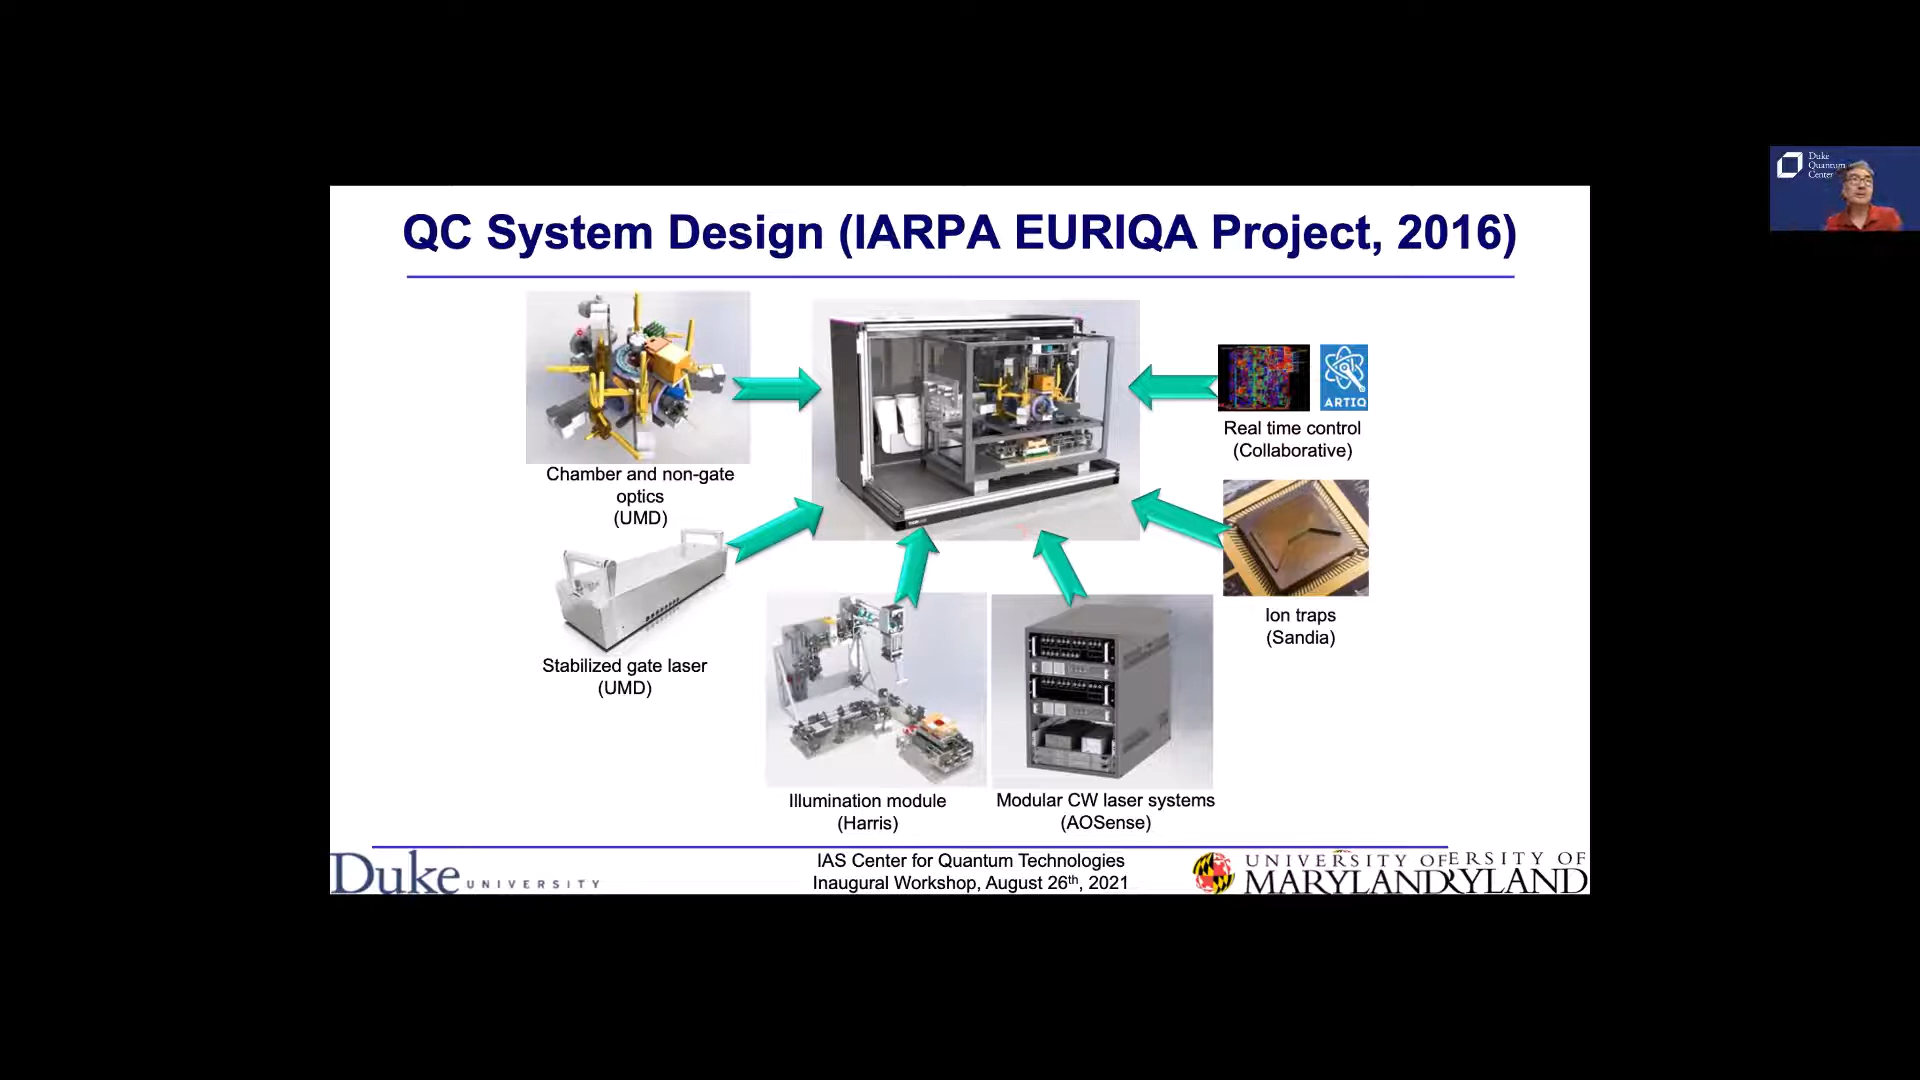 QC System Design (IARPA EURIQA Project, 2016)
Duke
Quantum
Center
Chamber and non-gate
optics
(UMD)
ARTIQ
Real time control
(Collaborative)
Ion traps
(Sandia)
Stabilized gate laser
(UMD)
Illumination module
(Harris)
Modular CW laser systems
(AOSense)
Duke UNIVERSITY
IAS Center for Quantum Technologies
Inaugural Workshop, August 26th, 2021
UNIVERSITY OFERSITY OF
MARYLANDRYLAND